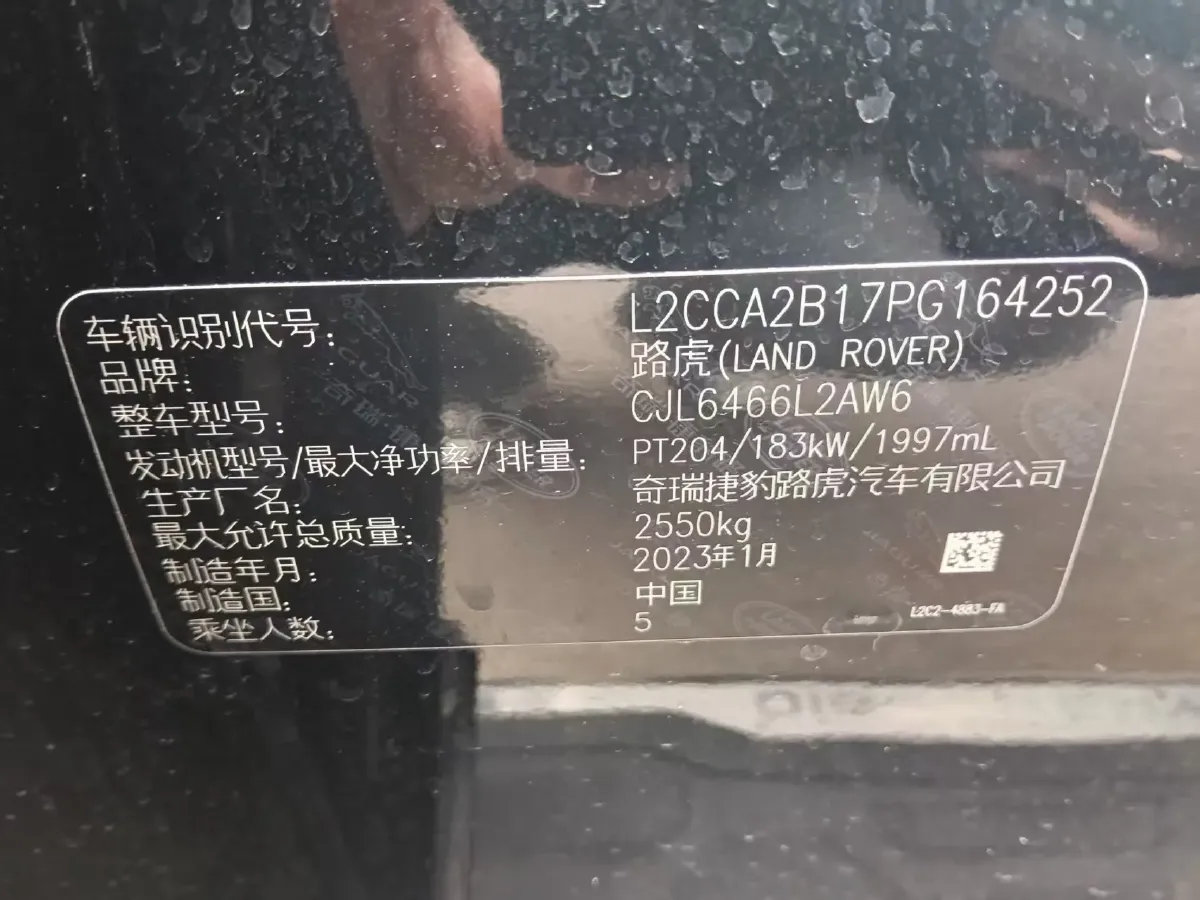 车辆识别代号: L2CCA2B17PG164252
品牌: 路虎(LAND ROVER)
整车型号: CJL6466L2AW6
发动机型号/最大净功率/排量: PT204/183kW/1997mL
生产厂名: 奇瑞捷豹路虎汽车有限公司
最大允许总质量: 2550kg
制造年月: 2023年1月
制造国: 中国
乘坐人数: 5
L2C2-4883-FA